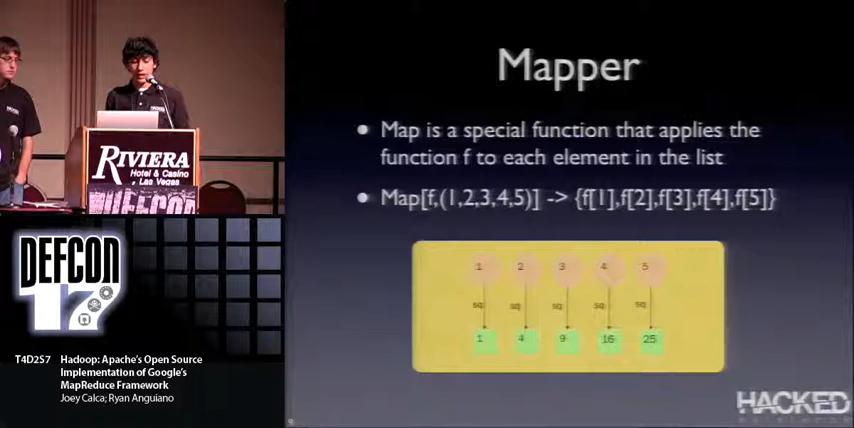 Mapper
Map is a special function that applies the
function f to each element in the list
Map[f,(1,2,3,4,5)] -> {f[1],f[2],f[3],f[4],f[5]}
1 2 3 4 5
sq sq sq sq sq
1 4 9 16 25
HACKED
RIVIERA
Hotel & Casino
Las Vegas
DEFCON
DEFCON
17
T4D2S7 Hadoop: Apache's Open Source
Implementation of Google's
MapReduce Framework
Joey Calca; Ryan Anguiano